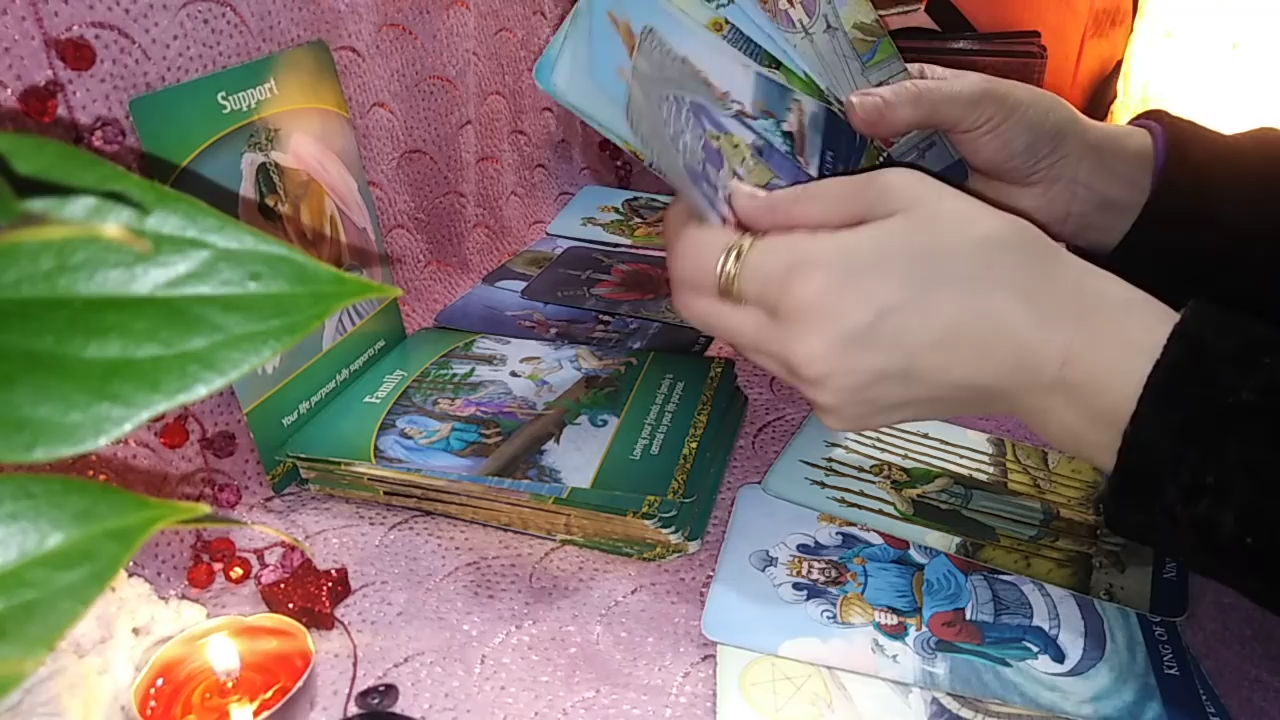 Support
Your life purpose fully supports you.
Family
Loving your friends and family is
central to your life purpose.
NIN
KING OF